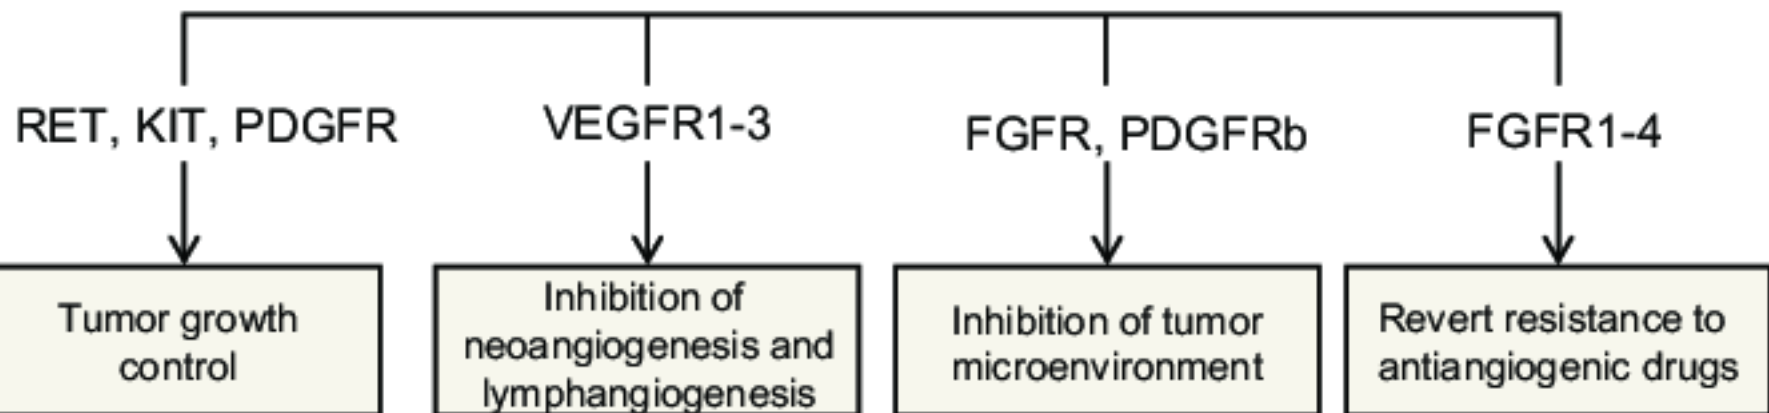 RET, KIT, PDGFR
VEGFR1-3
FGFR, PDGFRb
FGFR1-4
Tumor growth
control
Inhibition of
neoangiogenesis and
lymphangiogenesis
Inhibition of tumor
microenvironment
Revert resistance to
antiangiogenic drugs